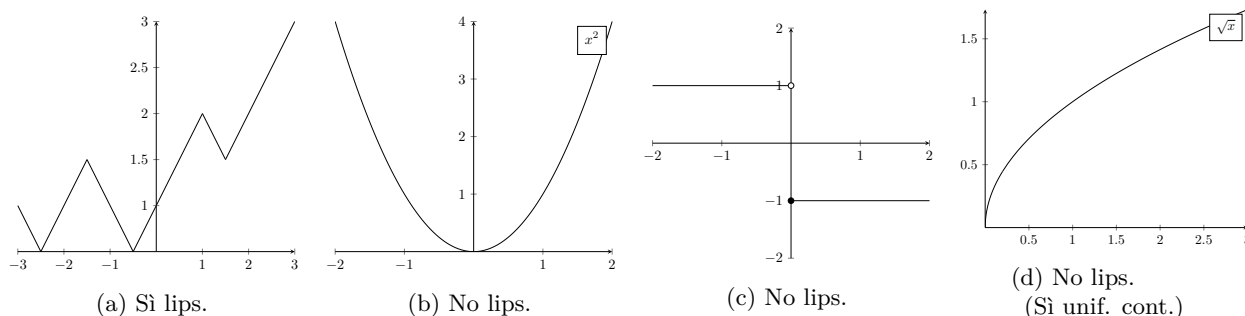 3
2.5
2
1.5
1
−3 −2 −1 1 2 3
(a) Sì lips.
4
3
2
1
−2 −1 1 2
x²
(b) No lips.
2
1
−1
−2
−2 −1 1 2
(c) No lips.
1.5
1
0.5
0.5 1 1.5 2 2.5 3
√x
(d) No lips.
(Sì unif. cont.)